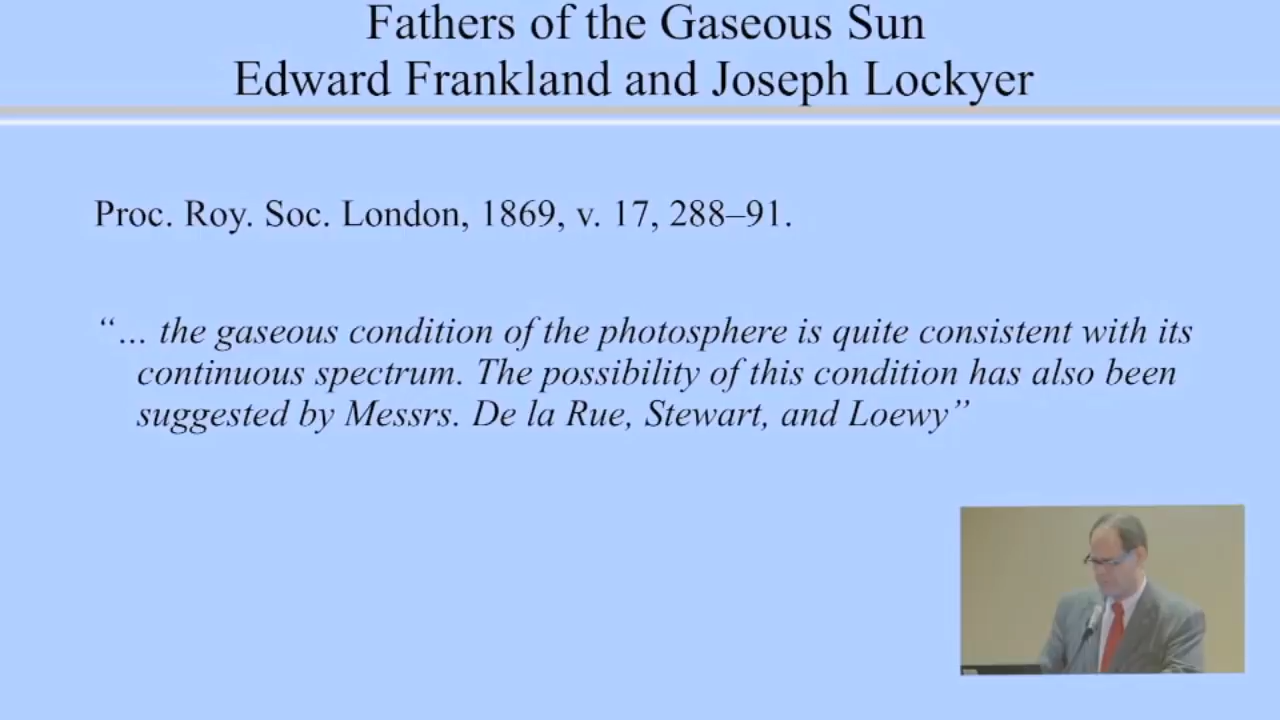 Fathers of the Gaseous Sun
Edward Frankland and Joseph Lockyer
Proc. Roy. Soc. London, 1869, v. 17, 288–91.
“... the gaseous condition of the photosphere is quite consistent with its
continuous spectrum. The possibility of this condition has also been
suggested by Messrs. De la Rue, Stewart, and Loewy”